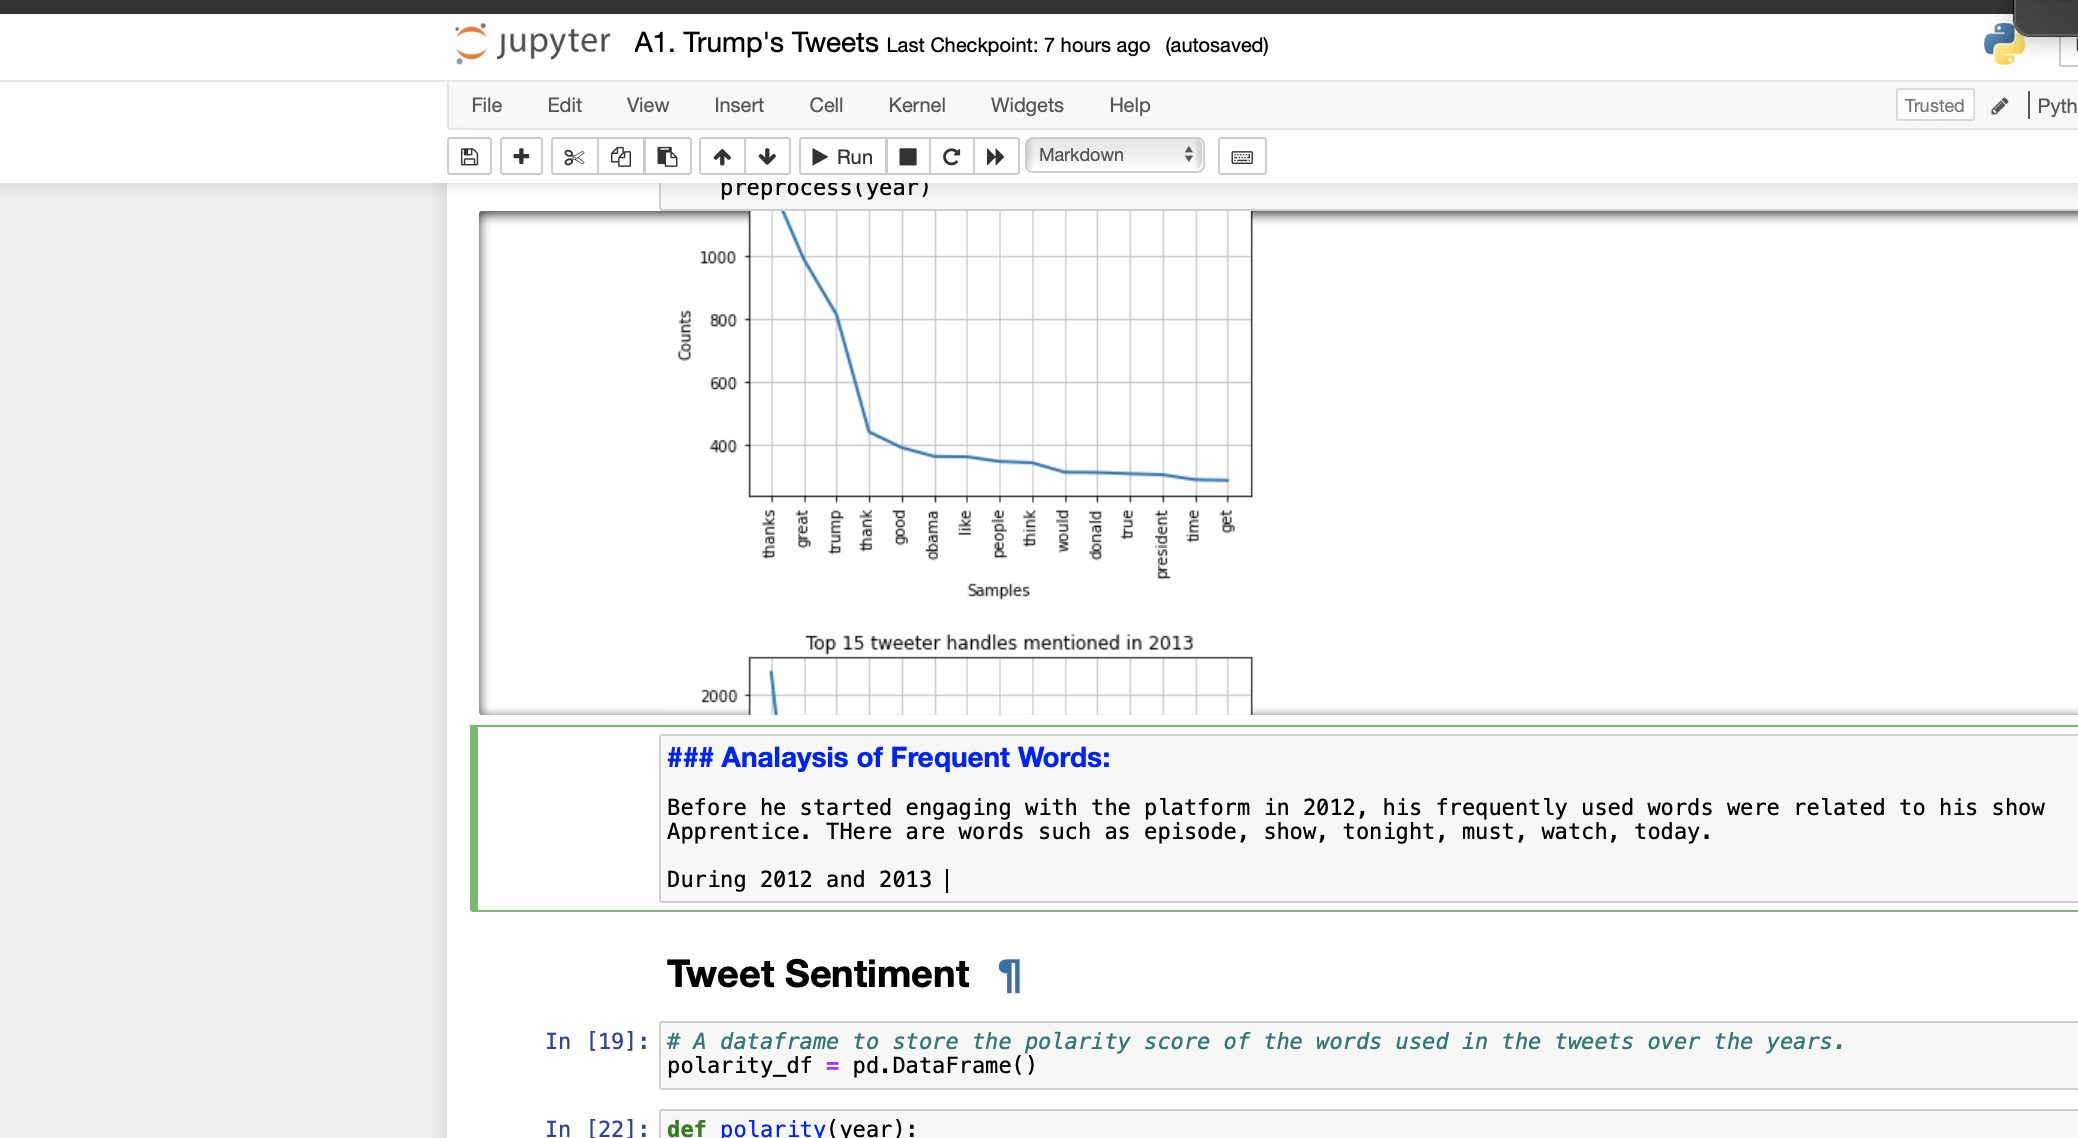 jupyter A1. Trump's Tweets Last Checkpoint: 7 hours ago (autosaved)
File Edit View Insert Cell Kernel Widgets Help Trusted Pyth
Run Markdown
preprocess(year)
1000
800
600
400
Counts
thanks great trump thank good obama like people think would donald true president time get
Samples
Top 15 tweeter handles mentioned in 2013
2000
### Analaysis of Frequent Words:
Before he started engaging with the platform in 2012, his frequently used words were related to his show
Apprentice. THere are words such as episode, show, tonight, must, watch, today.
During 2012 and 2013
Tweet Sentiment ¶
In [19]: # A dataframe to store the polarity score of the words used in the tweets over the years.
polarity_df = pd.DataFrame()
In [22]: def polarity(year):